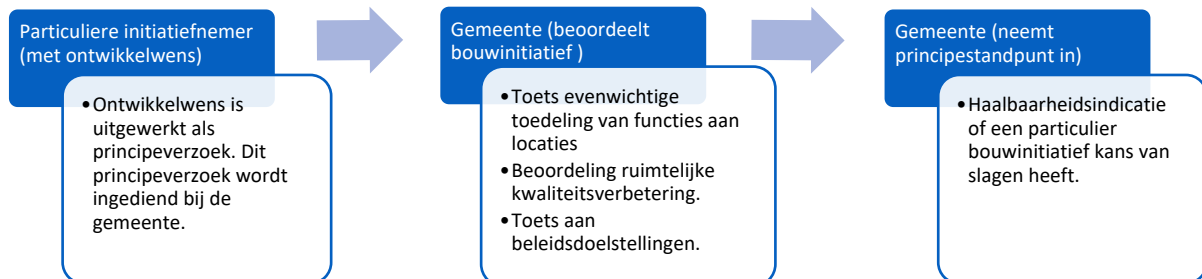 Particuliere initiatiefnemer
(met ontwikkelwens)
•Ontwikkelwens is
uitgewerkt als
principeverzoek. Dit
principeverzoek wordt
ingediend bij de
gemeente.
Gemeente (beoordeelt
bouwinitiatief )
•Toets evenwichtige
toedeling van functies aan
locaties
•Beoordeling ruimtelijke
kwaliteitsverbetering.
•Toets aan
beleidsdoelstellingen.
Gemeente (neemt
principestandpunt in)
•Haalbaarheidsindicatie
of een particulier
bouwinitiatief kans van
slagen heeft.